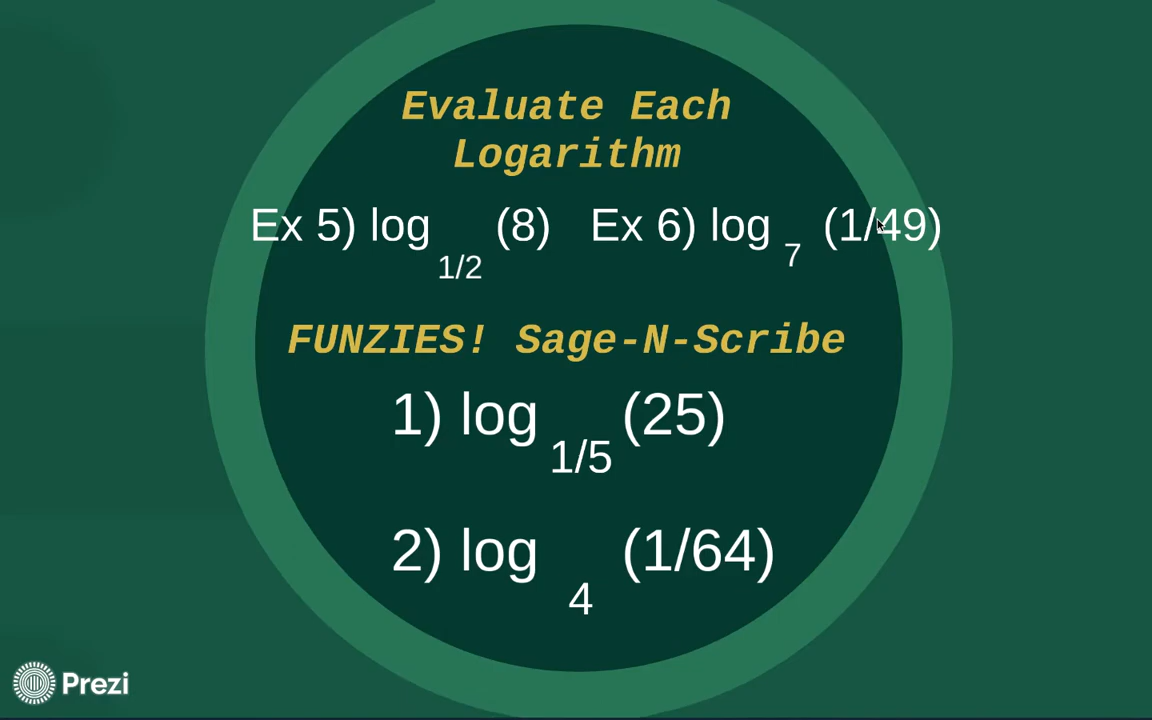 Evaluate Each
Logarithm
Ex 5) log 1/2 (8) Ex 6) log 7 (1/49)
FUNZIES! Sage-N-Scribe
1) log 1/5 (25)
2) log 4 (1/64)
Prezi